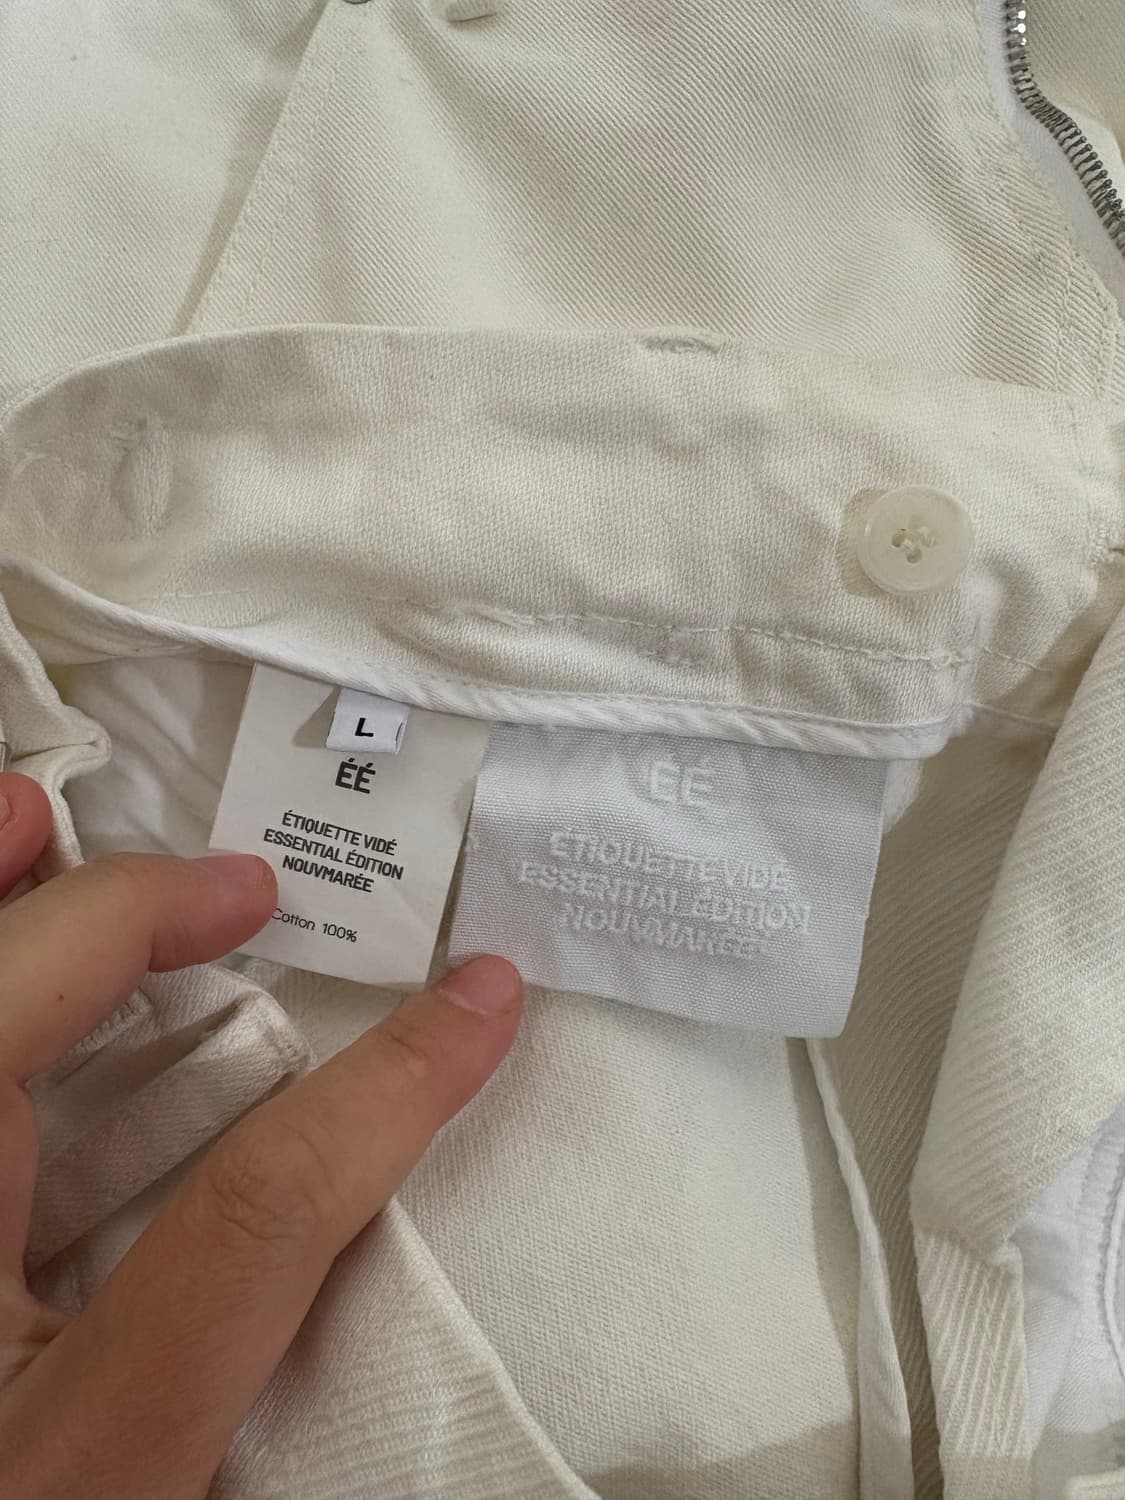 L
ÉÉ
ÉTIQUETTE VIDÉ
ESSENTIAL ÉDITION
NOUVMARÉE
Cotton 100%
ÉÉ
ÉTIQUETTE VIDÉ
ESSENTIAL ÉDITION
NOUVMARÉE